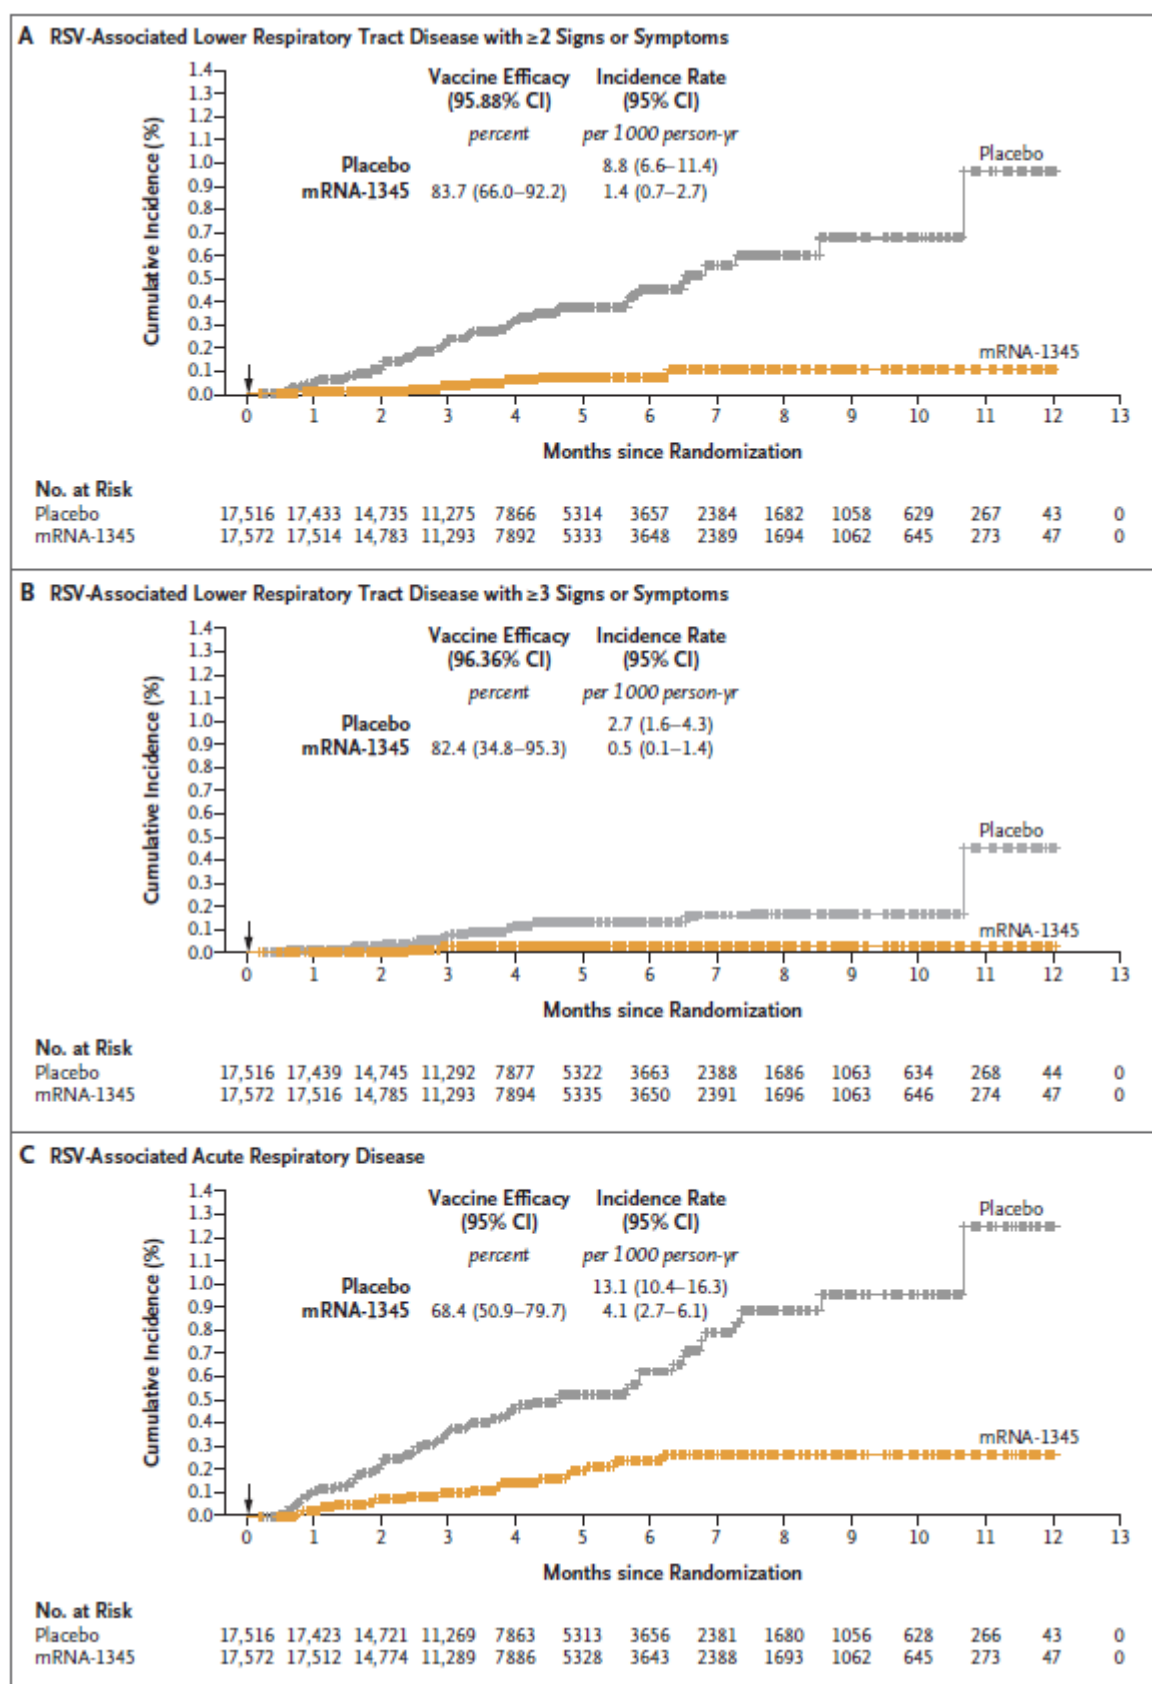 A RSV-Associated Lower Respiratory Tract Disease with ≥2 Signs or Symptoms
Vaccine Efficacy (95.88% CI) Incidence Rate (95% CI)
percent per 1000 person-yr
Placebo 8.8 (6.6–11.4)
mRNA-1345 83.7 (66.0–92.2) 1.4 (0.7–2.7)
Cumulative Incidence (%)
1.4
1.3
1.2
1.1
1.0
0.9
0.8
0.7
0.6
0.5
0.4
0.3
0.2
0.1
0.0
Placebo
mRNA-1345
0 1 2 3 4 5 6 7 8 9 10 11 12 13
Months since Randomization
No. at Risk
Placebo 17,516 17,433 14,735 11,275 7866 5314 3657 2384 1682 1058 629 267 43 0
mRNA-1345 17,572 17,514 14,783 11,293 7892 5333 3648 2389 1694 1062 645 273 47 0
B RSV-Associated Lower Respiratory Tract Disease with ≥3 Signs or Symptoms
Vaccine Efficacy (96.36% CI) Incidence Rate (95% CI)
percent per 1000 person-yr
Placebo 2.7 (1.6–4.3)
mRNA-1345 82.4 (34.8–95.3) 0.5 (0.1–1.4)
Cumulative Incidence (%)
1.4
1.3
1.2
1.1
1.0
0.9
0.8
0.7
0.6
0.5
0.4
0.3
0.2
0.1
0.0
Placebo
mRNA-1345
0 1 2 3 4 5 6 7 8 9 10 11 12 13
Months since Randomization
No. at Risk
Placebo 17,516 17,439 14,745 11,292 7877 5322 3663 2388 1686 1063 634 268 44 0
mRNA-1345 17,572 17,516 14,785 11,293 7894 5335 3650 2391 1696 1063 646 274 47 0
C RSV-Associated Acute Respiratory Disease
Vaccine Efficacy (95% CI) Incidence Rate (95% CI)
percent per 1000 person-yr
Placebo 13.1 (10.4–16.3)
mRNA-1345 68.4 (50.9–79.7) 4.1 (2.7–6.1)
Cumulative Incidence (%)
1.4
1.3
1.2
1.1
1.0
0.9
0.8
0.7
0.6
0.5
0.4
0.3
0.2
0.1
0.0
Placebo
mRNA-1345
0 1 2 3 4 5 6 7 8 9 10 11 12 13
Months since Randomization
No. at Risk
Placebo 17,516 17,423 14,721 11,269 7863 5313 3656 2381 1680 1056 628 266 43 0
mRNA-1345 17,572 17,512 14,774 11,289 7886 5328 3643 2388 1693 1062 645 273 47 0